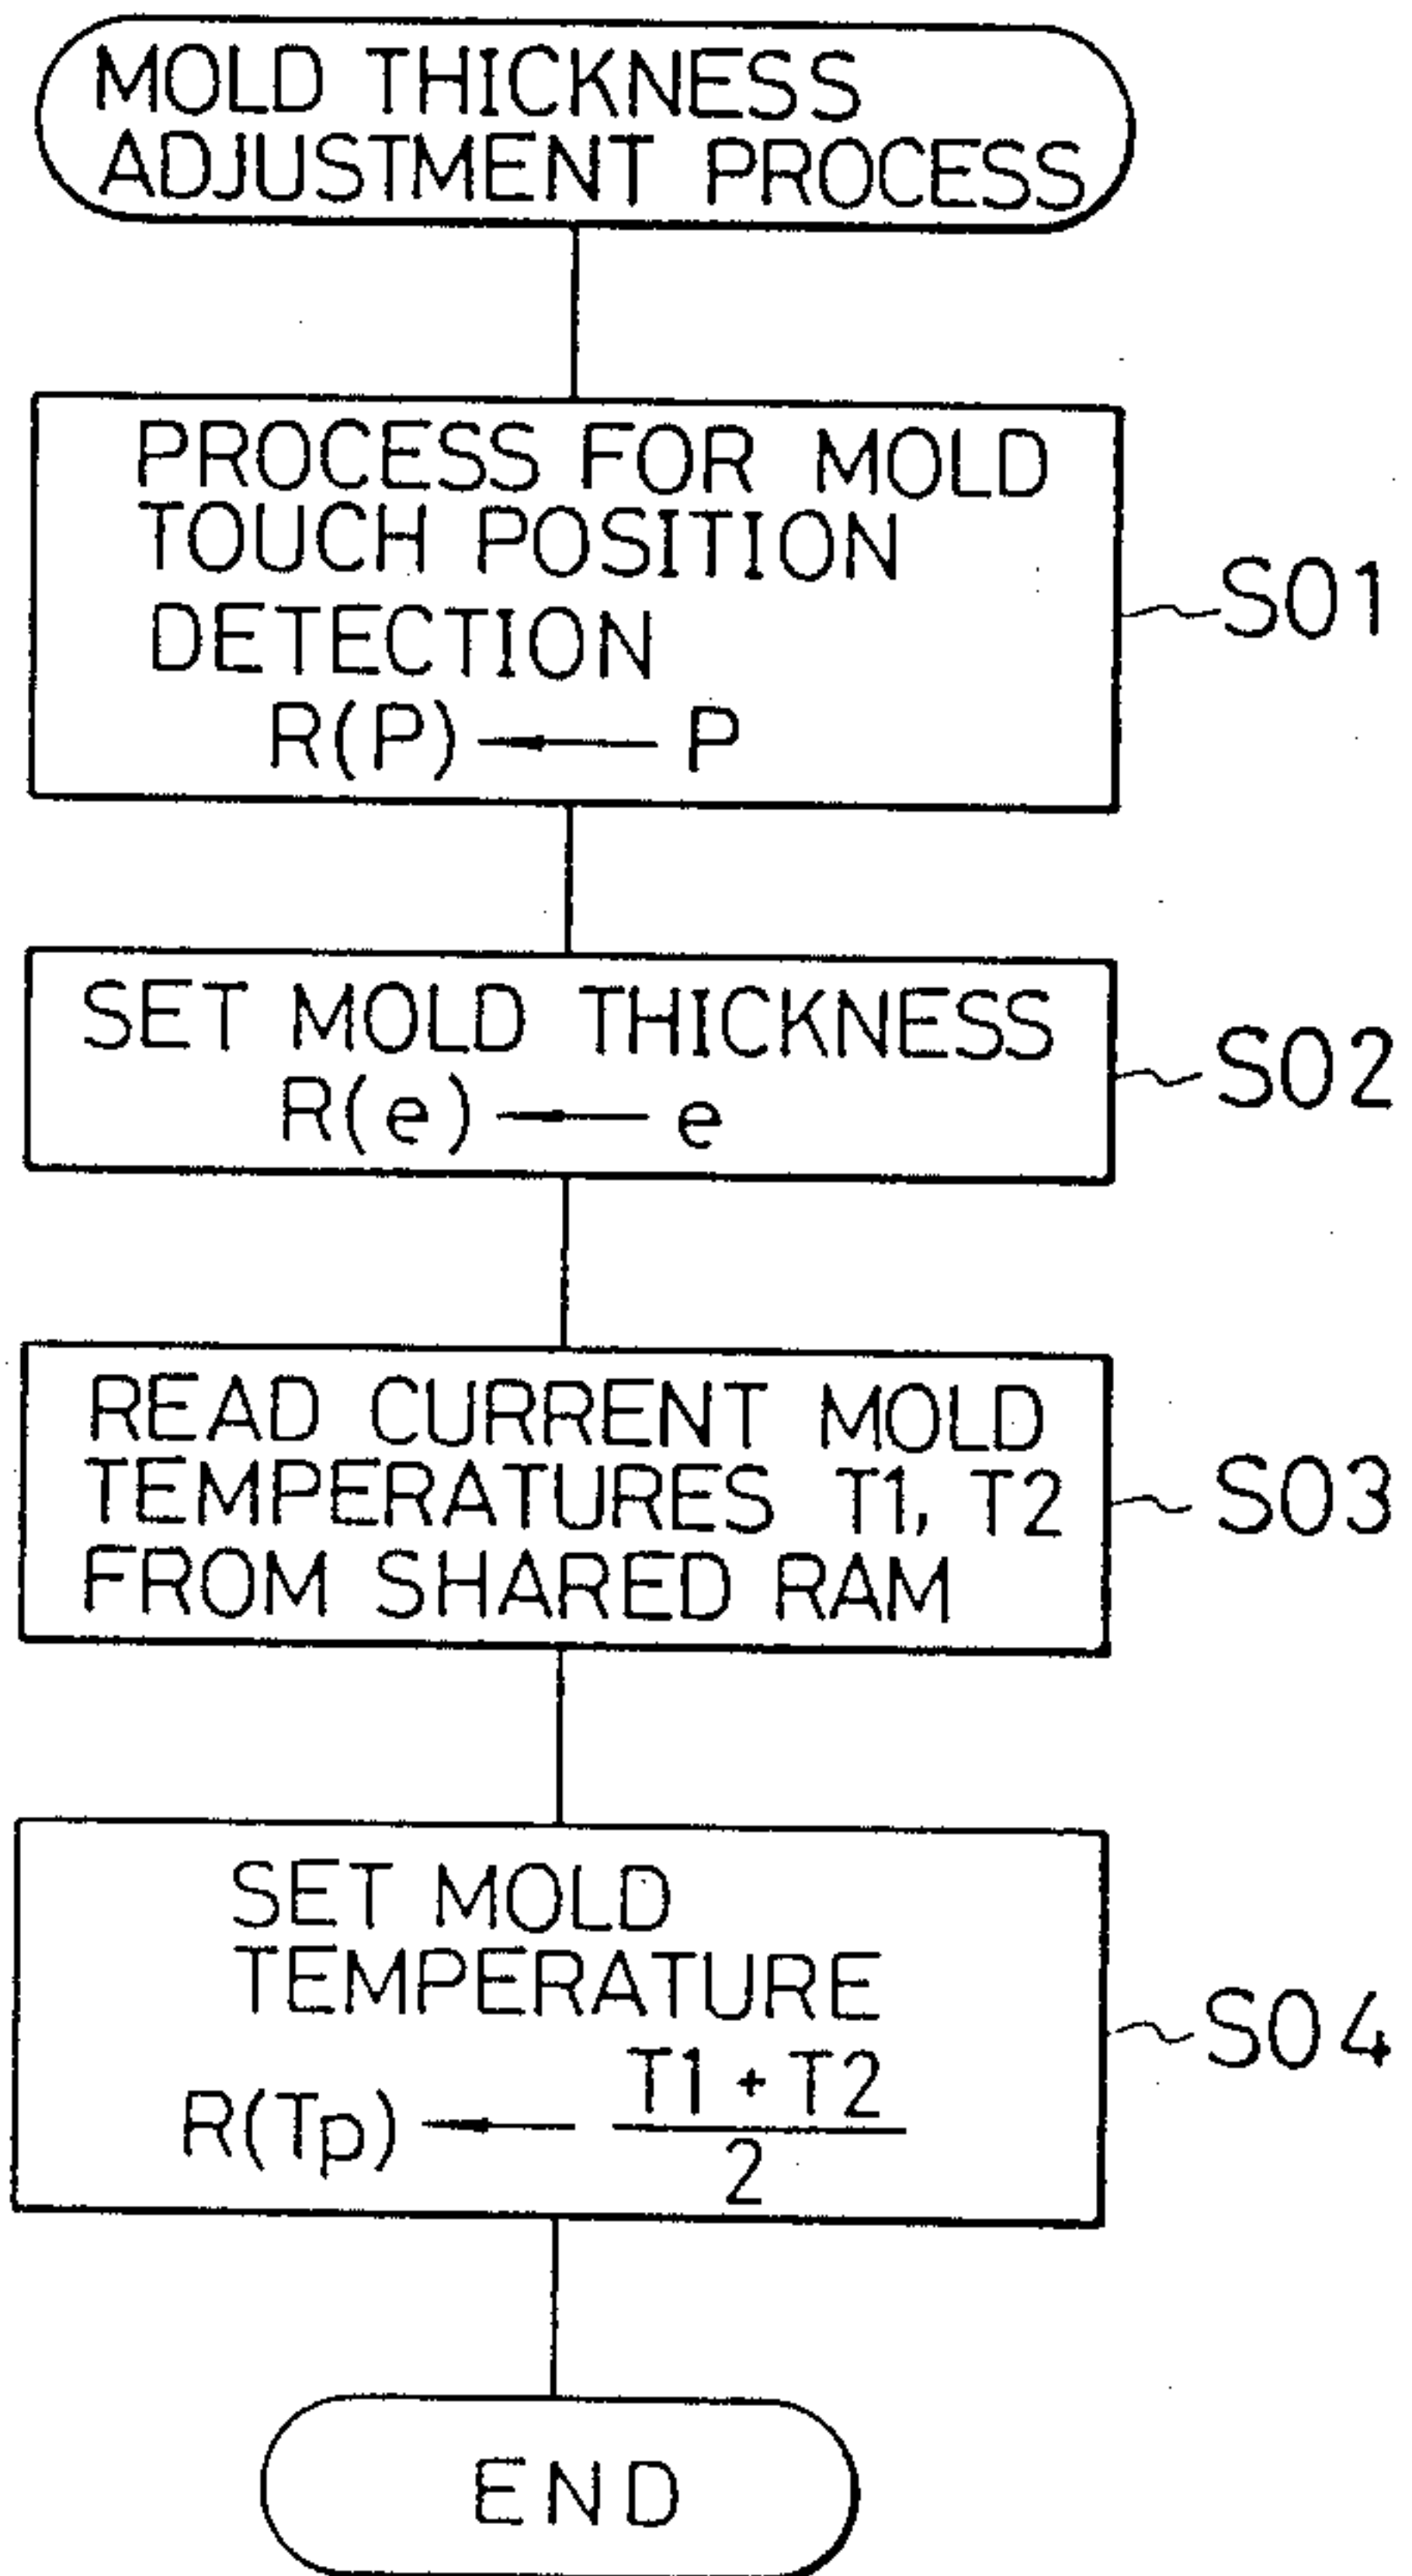 MOLD THICKNESS
ADJUSTMENT PROCESS
PROCESS FOR MOLD
TOUCH POSITION
DETECTION
R(P) ← P
S01
SET MOLD THICKNESS
R(e) ← e
S02
READ CURRENT MOLD
TEMPERATURES T1, T2
FROM SHARED RAM
S03
SET MOLD
TEMPERATURE
R(Tp) ← T1 + T2
2
S04
END